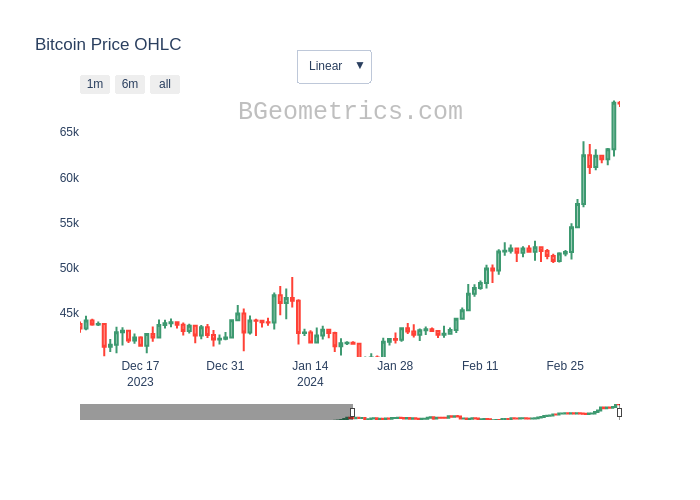 Bitcoin Price OHLC
Linear ▼
1m 6m all
BGeometrics.com
65k
60k
55k
50k
45k
Dec 17 Dec 31 Jan 14 Jan 28 Feb 11 Feb 25
2023 2024